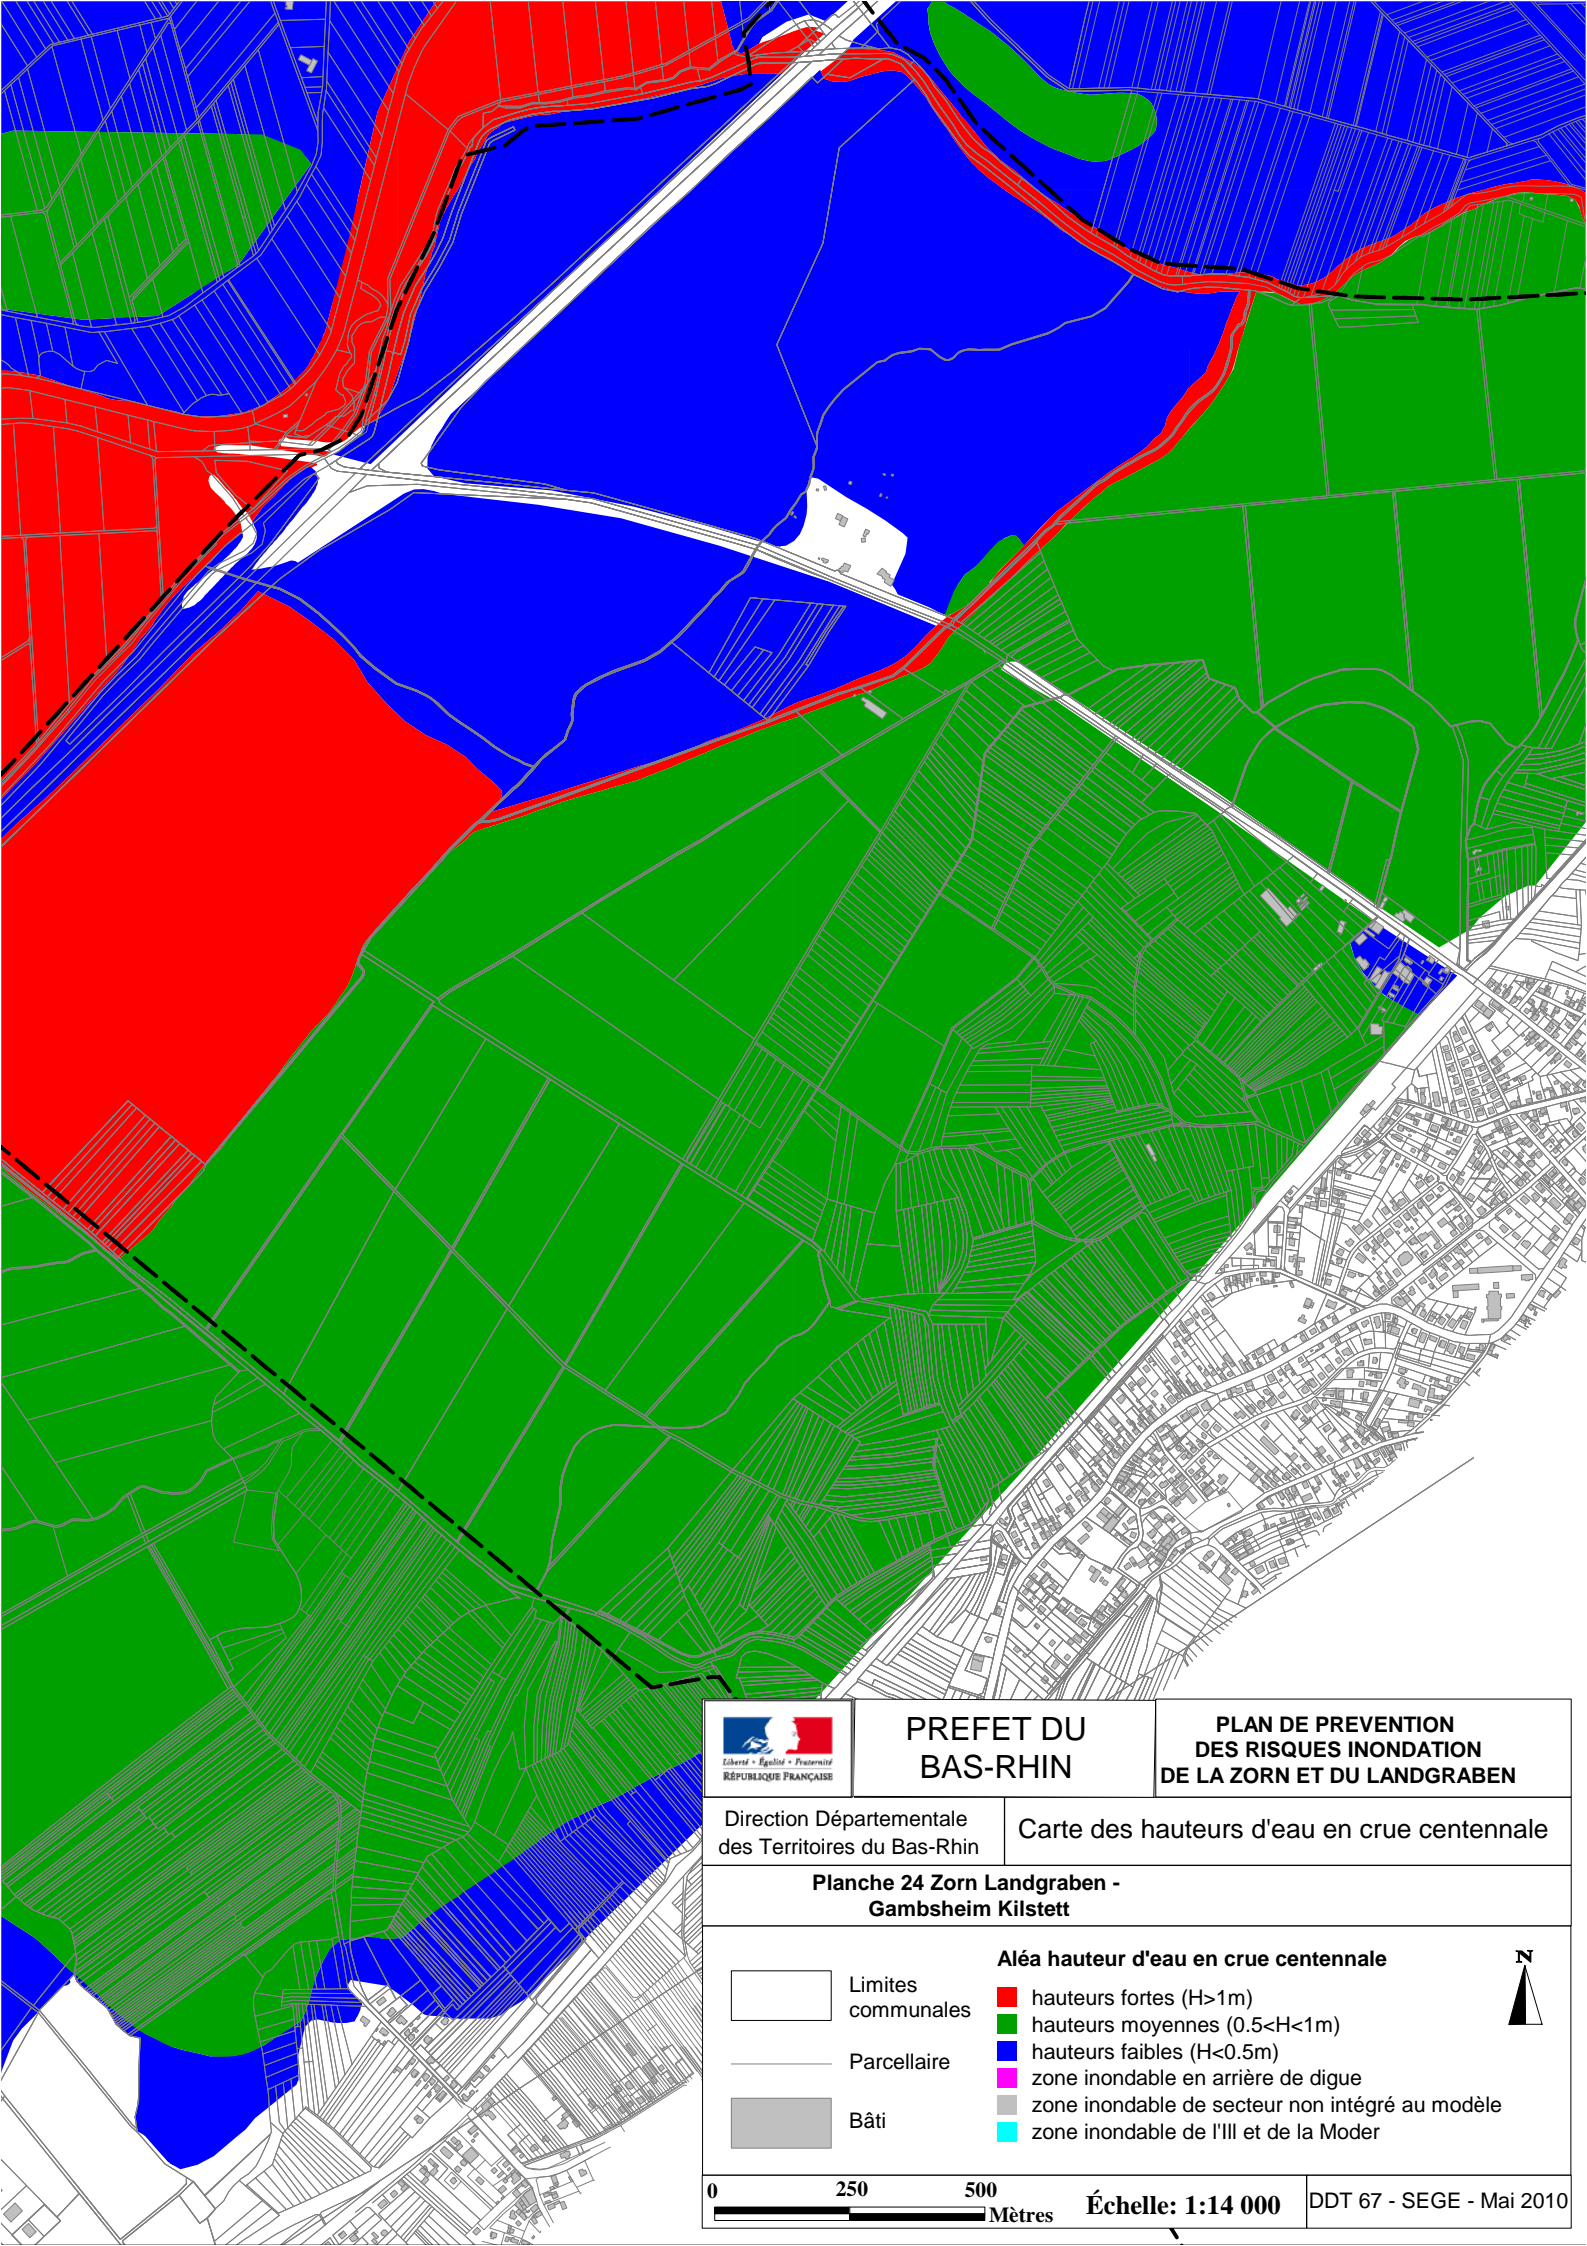 Liberté • Égalité • Fraternité
RÉPUBLIQUE FRANÇAISE
PREFET DU
BAS-RHIN
PLAN DE PREVENTION
DES RISQUES INONDATION
DE LA ZORN ET DU LANDGRABEN
Direction Départementale
des Territoires du Bas-Rhin
Carte des hauteurs d'eau en crue centennale
Planche 24 Zorn Landgraben -
Gambsheim Kilstett
Limites
communales
Parcellaire
Bâti
Aléa hauteur d'eau en crue centennale
hauteurs fortes (H>1m)
hauteurs moyennes (0.5<H<1m)
hauteurs faibles (H<0.5m)
zone inondable en arrière de digue
zone inondable de secteur non intégré au modèle
zone inondable de l'Ill et de la Moder
N
0 250 500
Mètres
Échelle: 1:14 000
DDT 67 - SEGE - Mai 2010